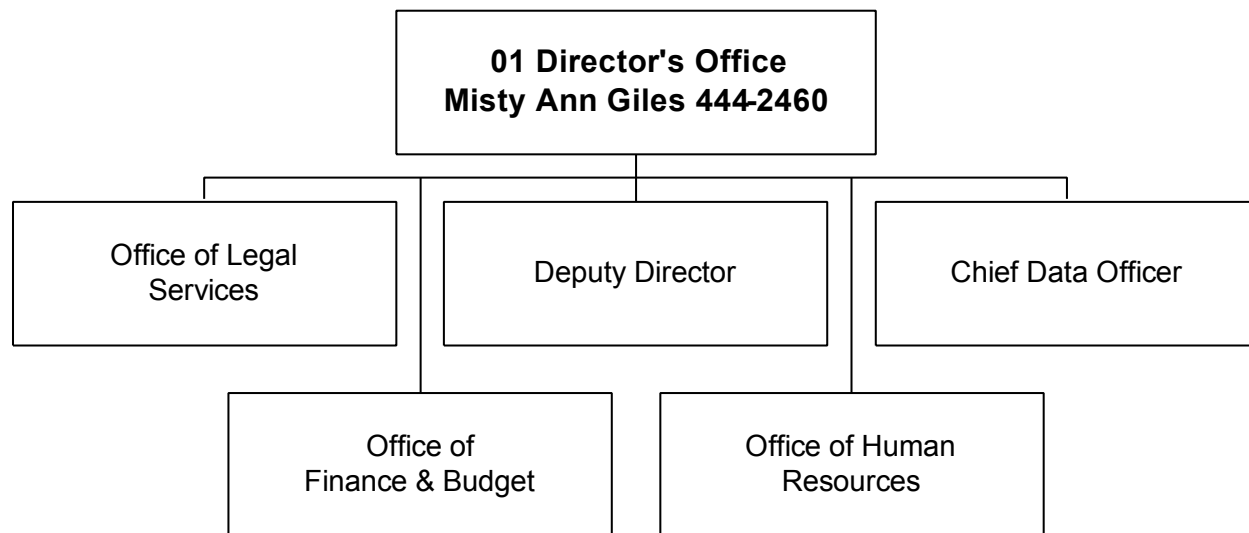 01 Director's Office
Misty Ann Giles 444-2460
Office of Legal
Services
Deputy Director
Chief Data Officer
Office of
Finance & Budget
Office of Human
Resources